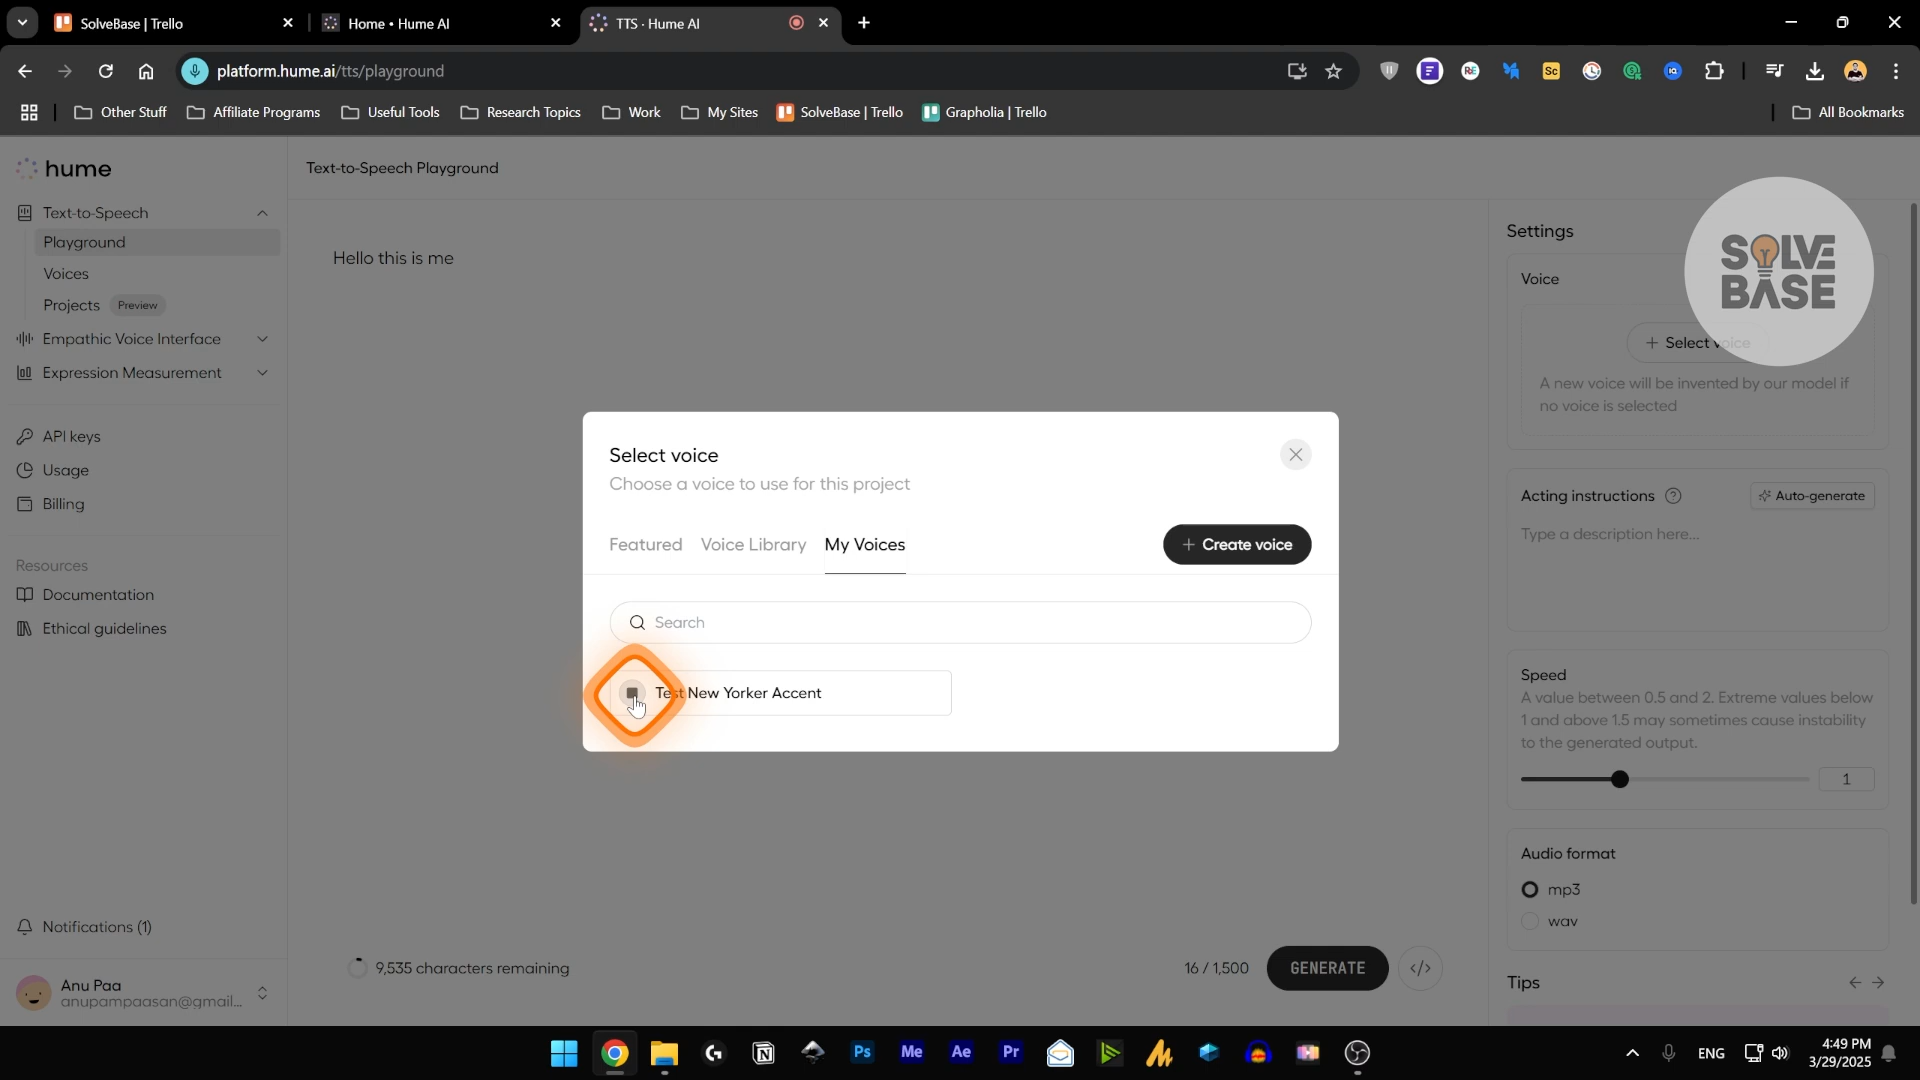 SolveBase | Trello
Home • Hume AI
TTS · Hume AI
platform.hume.ai/tts/playground
Other Stuff
Affiliate Programs
Useful Tools
Research Topics
Work
My Sites
SolveBase | Trello
Grapholia | Trello
All Bookmarks
hume
Text-to-Speech
Playground
Voices
Projects Preview
Empathic Voice Interface
Expression Measurement
API keys
Usage
Billing
Resources
Documentation
Ethical guidelines
Notifications (1)
Anu Paa
anupampaasan@gmail...
Text-to-Speech Playground
Hello this is me
Select voice
Choose a voice to use for this project
Featured
Voice Library
My Voices
+ Create voice
Search
Test New Yorker Accent
9,535 characters remaining
16 / 1,500
GENERATE
</>
Settings
SOLVE
BASE
Voice
+ Select voice
A new voice will be invented by our model if
no voice is selected
Acting instructions
Auto-generate
Type a description here...
Speed
A value between 0.5 and 2. Extreme values below
1 and above 1.5 may sometimes cause instability
to the generated output.
1
Audio format
mp3
wav
Tips
Ps
Me
Ae
Pr
ENG
4:49 PM
3/29/2025